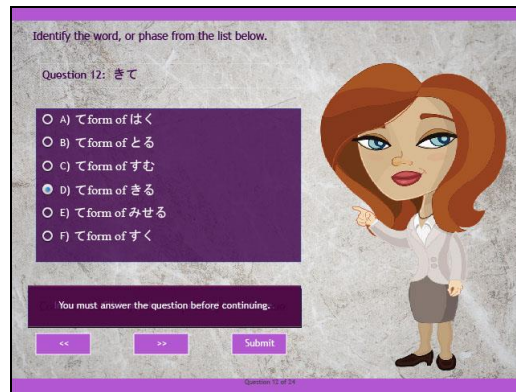 Identify the word, or phase from the list below.
Question 12: きて
A) てform of はく
B) てform of とる
C) てform of すむ
D) てform of きる
E) てform of みせる
F) てform of すく
You must answer the question before continuing.
<<
>>
Submit
Question 12 of 24